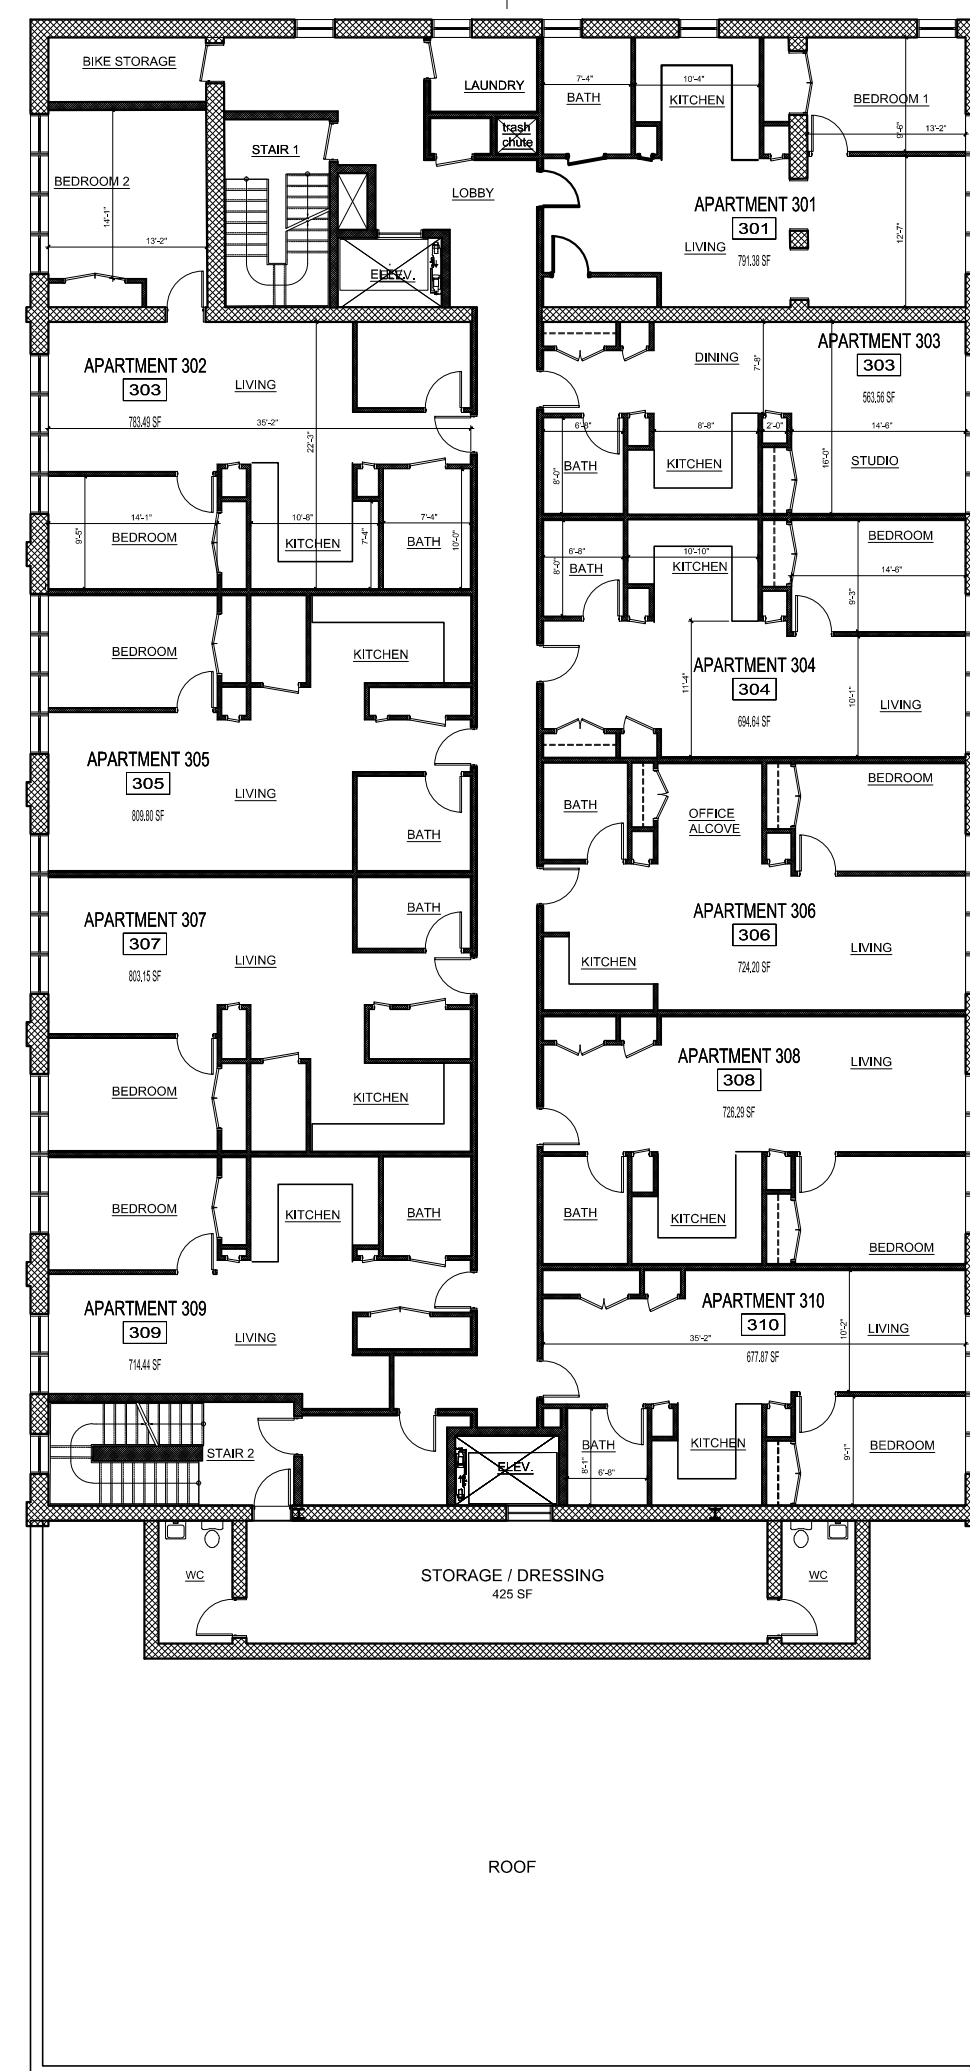 BIKE STORAGE
LAUNDRY
7'-4"
BATH
10'-4"
KITCHEN
BEDROOM 1
9'-6"
13'-2"
trash
chute
STAIR 1
BEDROOM 2
14'-1"
13'-2"
LOBBY
ELEV.
APARTMENT 301
301
LIVING
791.38 SF
12'-7"
APARTMENT 302
303
783.49 SF
LIVING
35'-2"
22'-3"
14'-1"
9'-5"
BEDROOM
10'-8"
KITCHEN
7'-4"
7'-4"
BATH
10'-0"
DINING
7'-8"
APARTMENT 303
303
563.56 SF
6'-8"
8'-8"
2'-0"
14'-6"
16'-0"
8'-0"
BATH
KITCHEN
STUDIO
6'-8"
8'-0"
BATH
10'-10"
KITCHEN
BEDROOM
14'-6"
9'-3"
11'-4"
APARTMENT 304
304
694.64 SF
10'-1"
LIVING
BEDROOM
KITCHEN
APARTMENT 305
305
809.80 SF
LIVING
BATH
BATH
OFFICE
ALCOVE
BEDROOM
APARTMENT 306
306
724.20 SF
KITCHEN
LIVING
APARTMENT 307
307
803.15 SF
LIVING
BATH
BEDROOM
KITCHEN
APARTMENT 308
308
726.29 SF
LIVING
BATH
KITCHEN
BEDROOM
BEDROOM
KITCHEN
BATH
APARTMENT 309
309
714.44 SF
LIVING
APARTMENT 310
310
35'-2"
677.87 SF
10'-2"
LIVING
STAIR 2
ELEV.
BATH
8'-1"
6'-8"
KITCHEN
9'-1"
BEDROOM
WC
STORAGE / DRESSING
425 SF
WC
ROOF